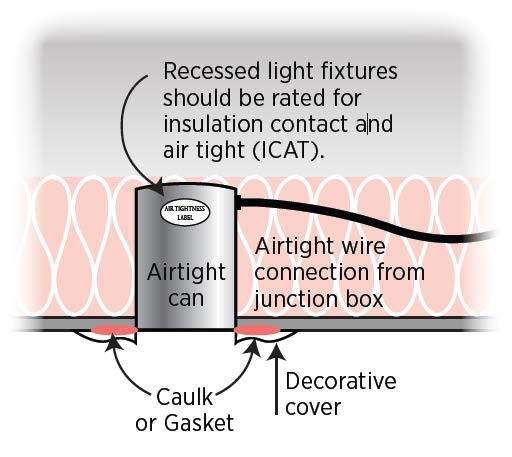 Recessed light fixtures
should be rated for
insulation contact and
air tight (ICAT).
AIR TIGHTNESS
LABEL
Airtight
can
Airtight wire
connection from
junction box
Caulk
or Gasket
Decorative
cover